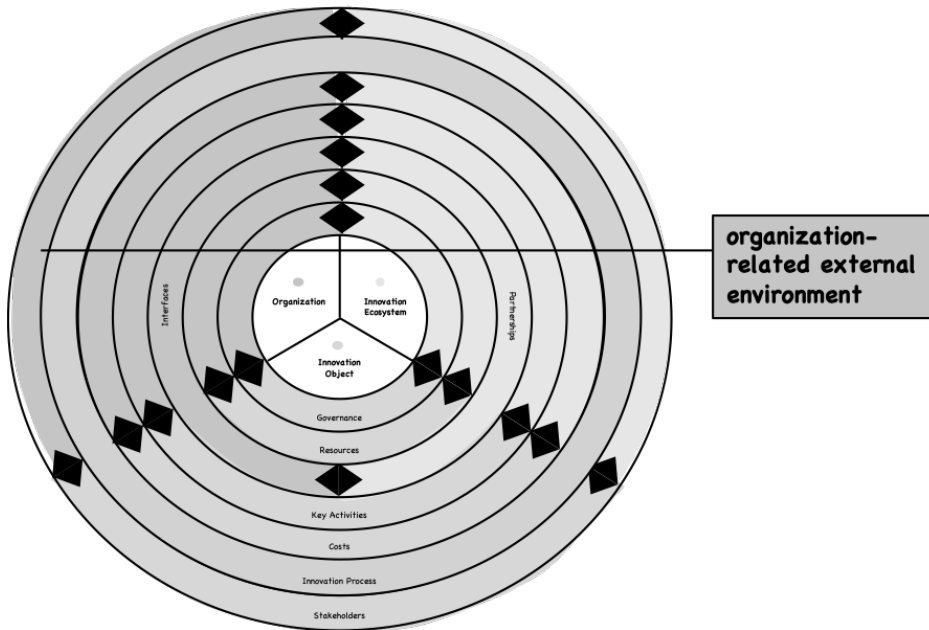 organization-
related external
environment
Organization
Innovation
Ecosystem
Innovation
Object
Interfaces
Partnerships
Governance
Resources
Key Activities
Costs
Innovation Process
Stakeholders